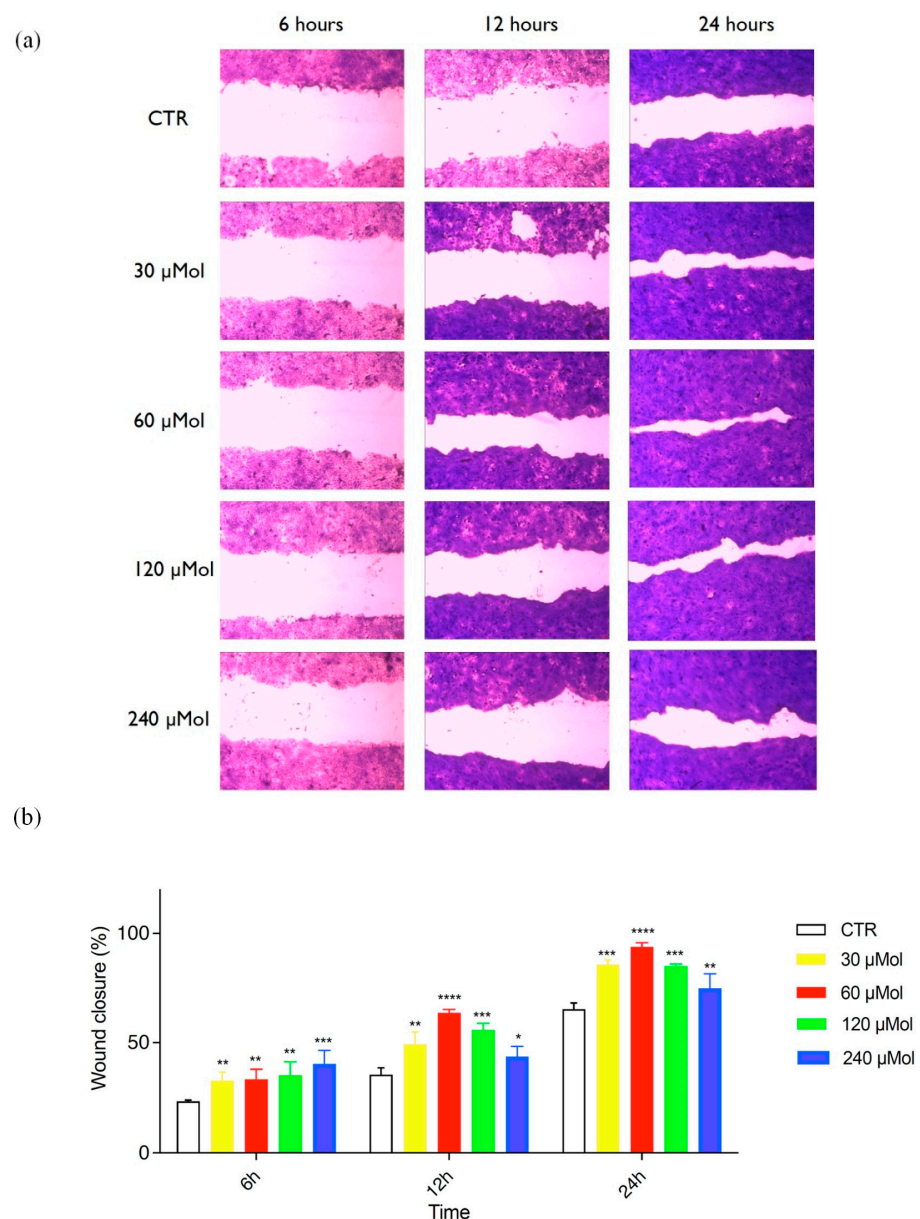 (a)
6 hours 12 hours 24 hours
CTR
30 µMol
60 µMol
120 µMol
240 µMol
(b)
Wound closure (%)
100
50
0
** ** ** ***
** **** *** *
*** **** *** **
6h 12h 24h
Time
CTR
30 µMol
60 µMol
120 µMol
240 µMol